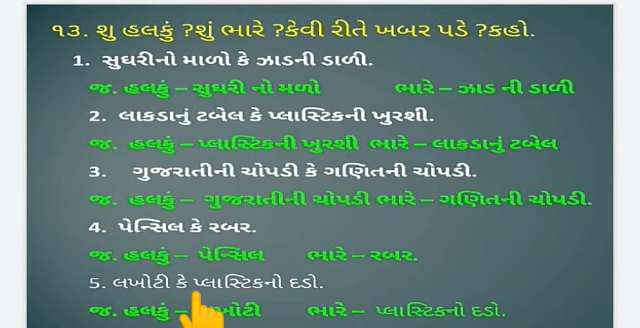 ૧૩. શુ હલકું ?શું ભારે ?કેવી રીતે ખબર પડે ?કહો.
1. સુઘરીનો માળો કે ઝાડની ડાળી.
જ. હલકું – સુઘરી નો મળો ભારે – ઝાડ ની ડાળી
2. લાકડાનું ટબેલ કે પ્લાસ્ટિકની ખુરશી.
જ. હલકું – પ્લાસ્ટિકની ખુરશી ભારે – લાકડાનું ટબેલ
3. ગુજરાતીની ચોપડી કે ગણિતની ચોપડી.
જ. હલકું – ગુજરાતીની ચોપડી ભારે – ગણિતની ચોપડી.
4. પેન્સિલ કે રબર.
જ. હલકું – પેન્સિલ ભારે – રબર.
5. લખોટી કે પ્લાસ્ટિકનો દડો.
જ. હલકું – ભારે – પ્લાસ્ટિકનો દડો.